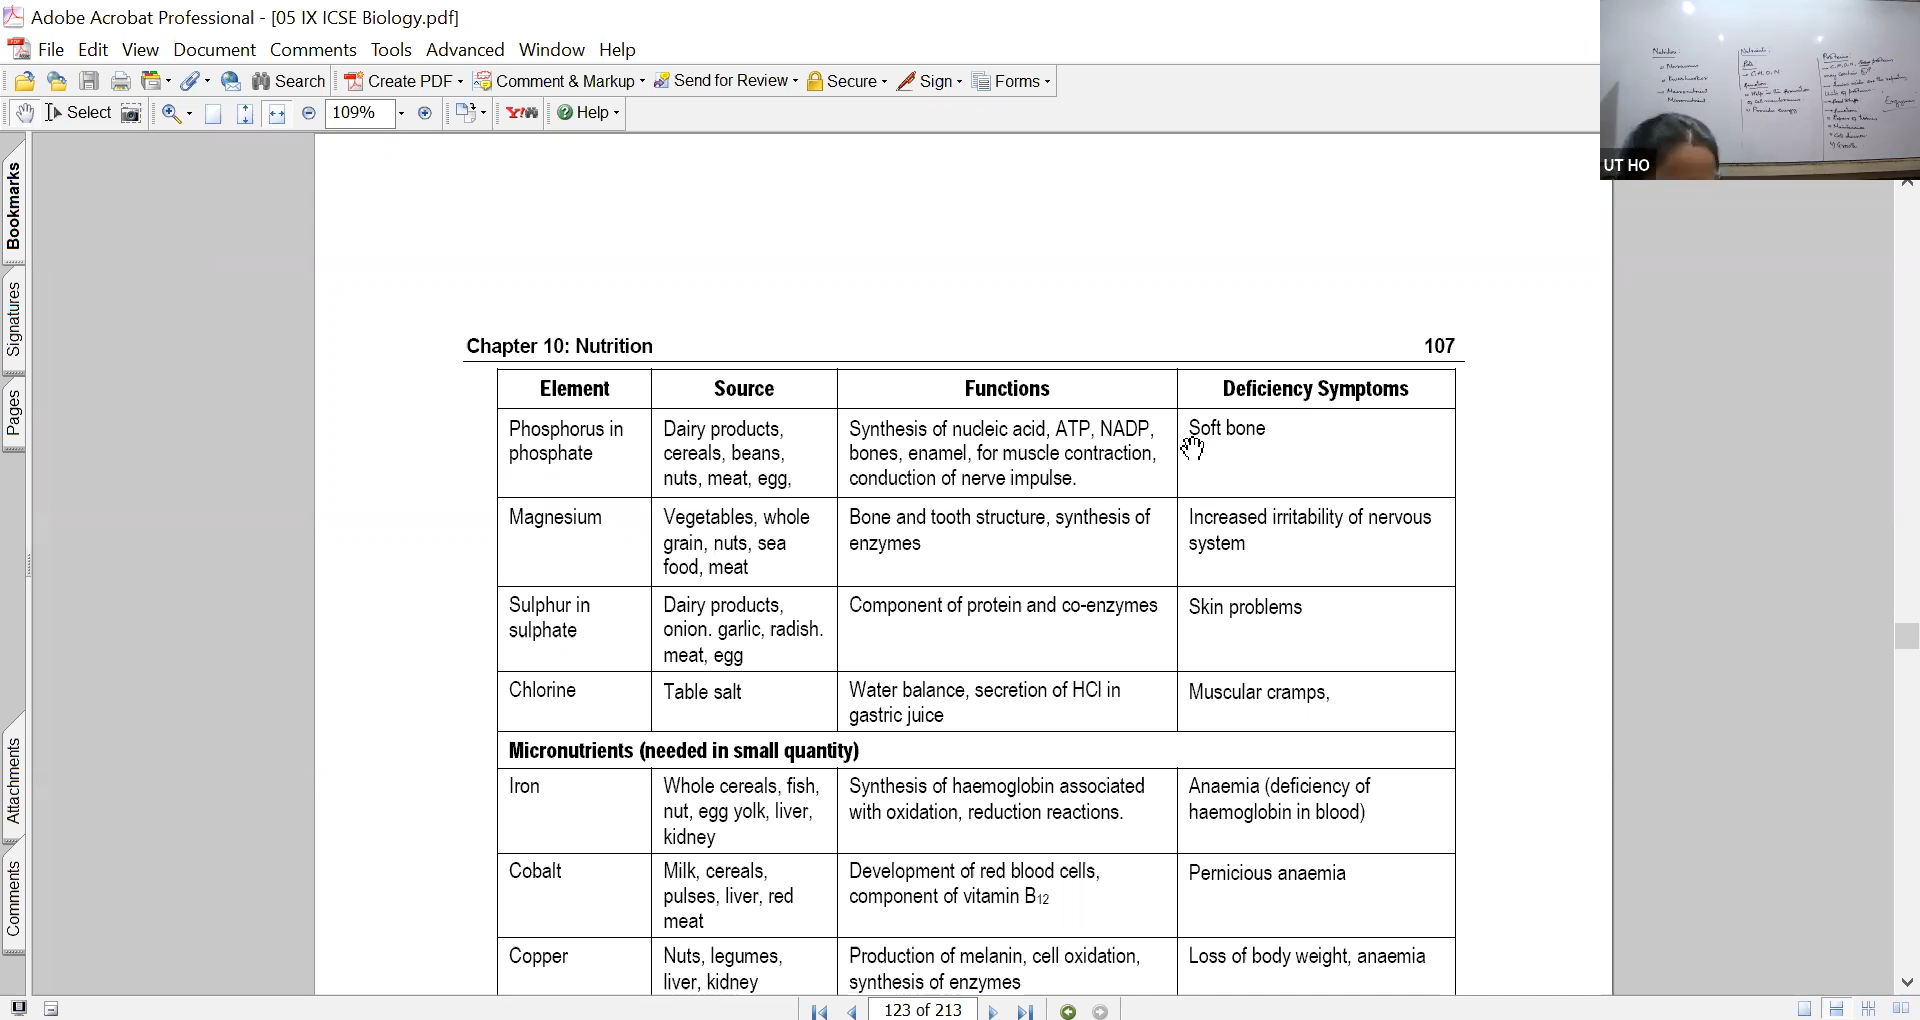 Adobe Acrobat Professional - [05 IX ICSE Biology.pdf]
File Edit View Document Comments Tools Advanced Window Help
Search Create PDF Comment & Markup Send for Review Secure Sign Forms
Select 109% Y! Help
Bookmarks
Signatures
Pages
Attachments
Comments
UT HO
Nutrients:
Proteins:
Chapter 10: Nutrition 107
Element Source Functions Deficiency Symptoms
Phosphorus in Dairy products, Synthesis of nucleic acid, ATP, NADP, Soft bone
phosphate cereals, beans, bones, enamel, for muscle contraction,
nuts, meat, egg, conduction of nerve impulse.
Magnesium Vegetables, whole Bone and tooth structure, synthesis of Increased irritability of nervous
grain, nuts, sea enzymes system
food, meat
Sulphur in Dairy products, Component of protein and co-enzymes Skin problems
sulphate onion. garlic, radish.
meat, egg
Chlorine Table salt Water balance, secretion of HCl in Muscular cramps,
gastric juice
Micronutrients (needed in small quantity)
Iron Whole cereals, fish, Synthesis of haemoglobin associated Anaemia (deficiency of
nut, egg yolk, liver, with oxidation, reduction reactions. haemoglobin in blood)
kidney
Cobalt Milk, cereals, Development of red blood cells, Pernicious anaemia
pulses, liver, red component of vitamin B12
meat
Copper Nuts, legumes, Production of melanin, cell oxidation, Loss of body weight, anaemia
liver, kidney synthesis of enzymes
123 of 213